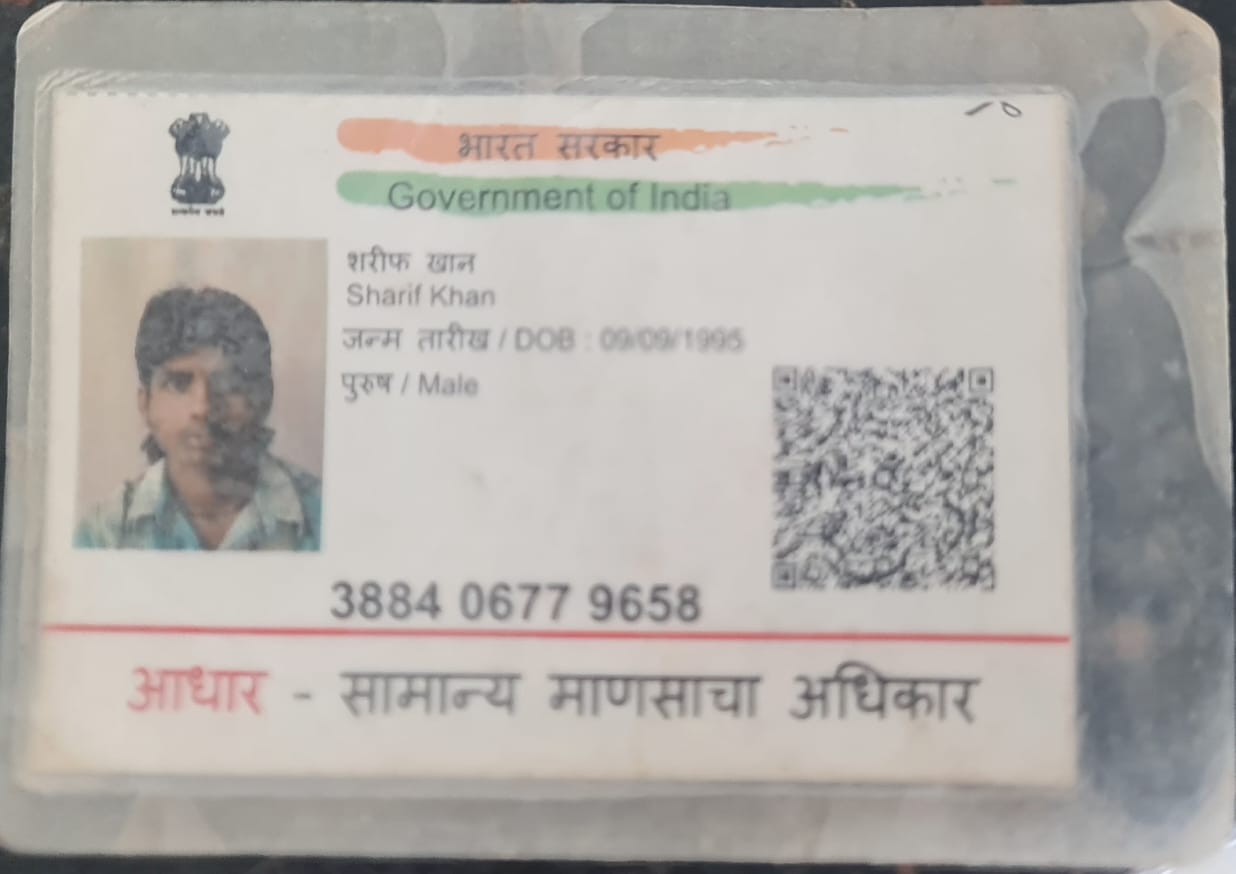 भारत सरकार
Government of India
शरीफ खान
Sharif Khan
जन्म तारीख / DOB : 09/09/1995
पुरुष / Male
3884 0677 9658
आधार - सामान्य माणसाचा अधिकार